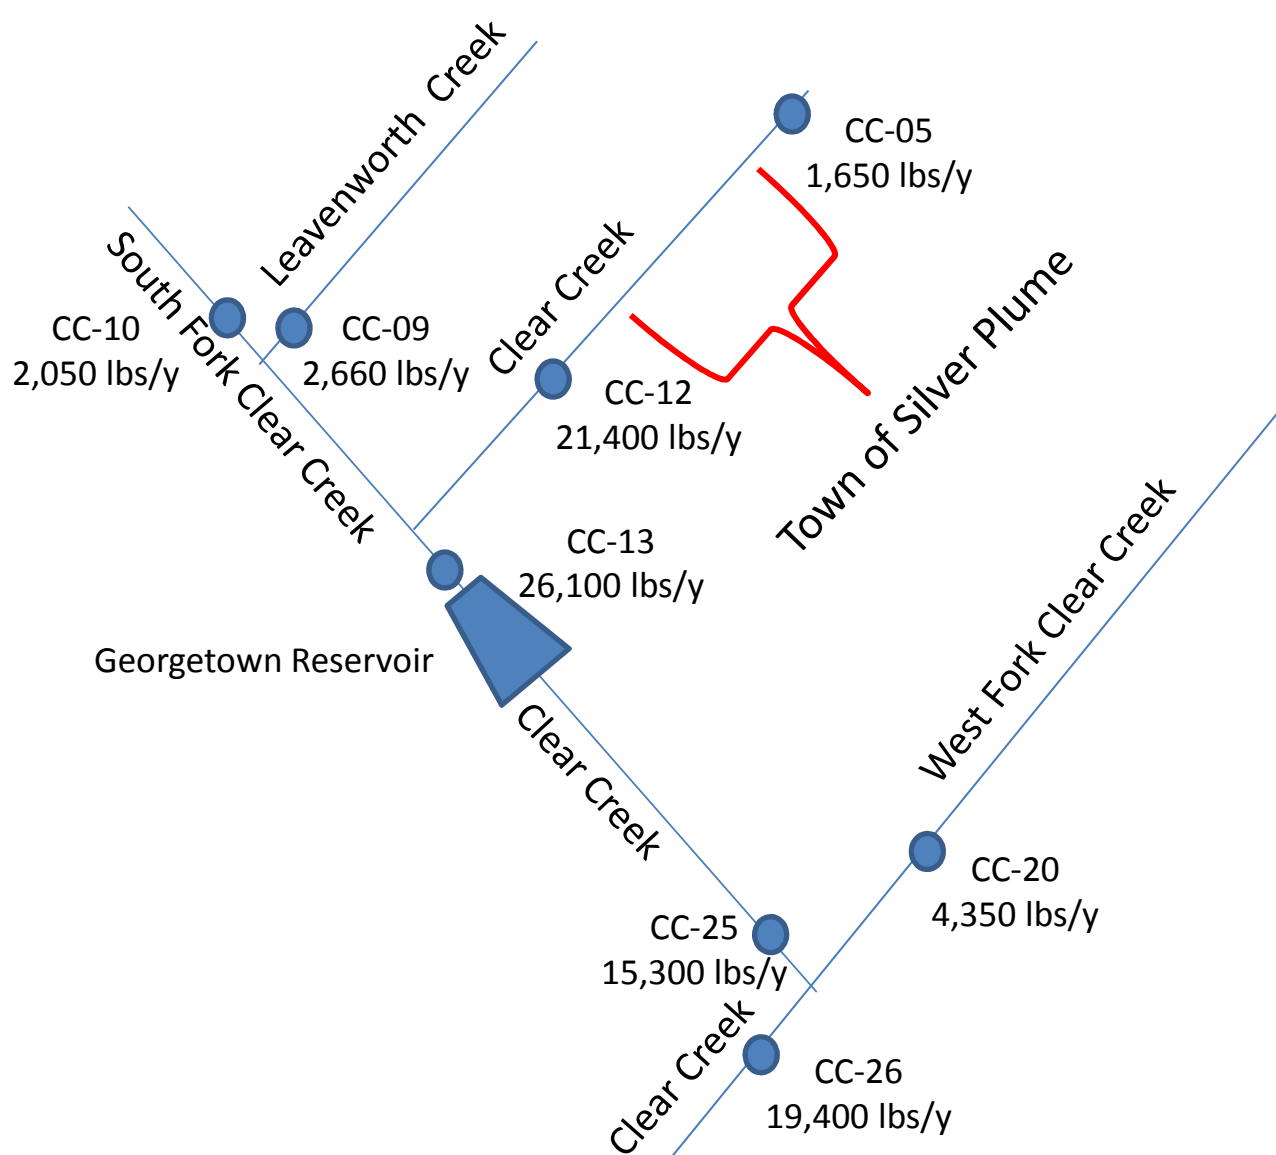 Leavenworth  Creek
CC-05
1,650 lbs/y
South Fork Clear Creek
Clear Creek
CC-10
2,050 lbs/y
CC-09
2,660 lbs/y
CC-12
21,400 lbs/y
Town of Silver Plume
CC-13
26,100 lbs/y
Georgetown Reservoir
West Fork Clear Creek
Clear Creek
CC-20
4,350 lbs/y
CC-25
15,300 lbs/y
Clear Creek
CC-26
19,400 lbs/y